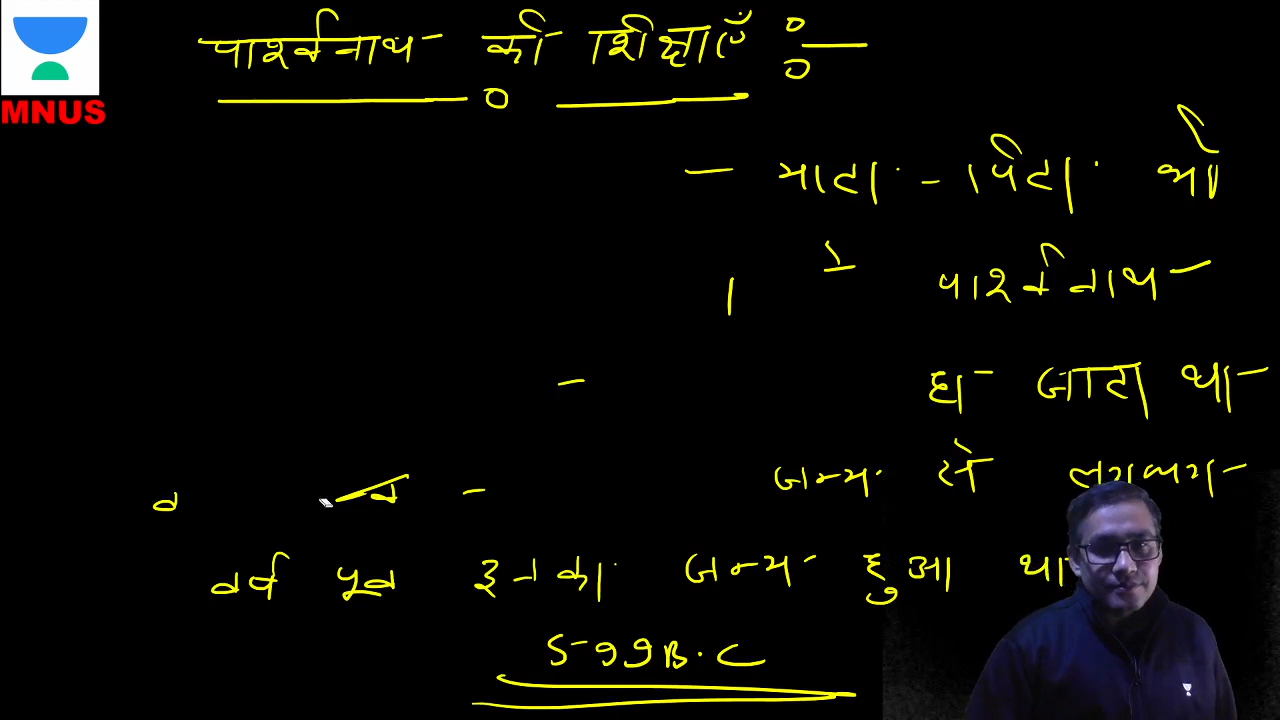 MNUS
पार्श्वनाथ की शिक्षाएँ :-
- माता - पिता भी
पार्श्वनाथ
जाता था
जन्म से लगभग
वर्ष पूर्व इनका जन्म हुआ था
599 B.C